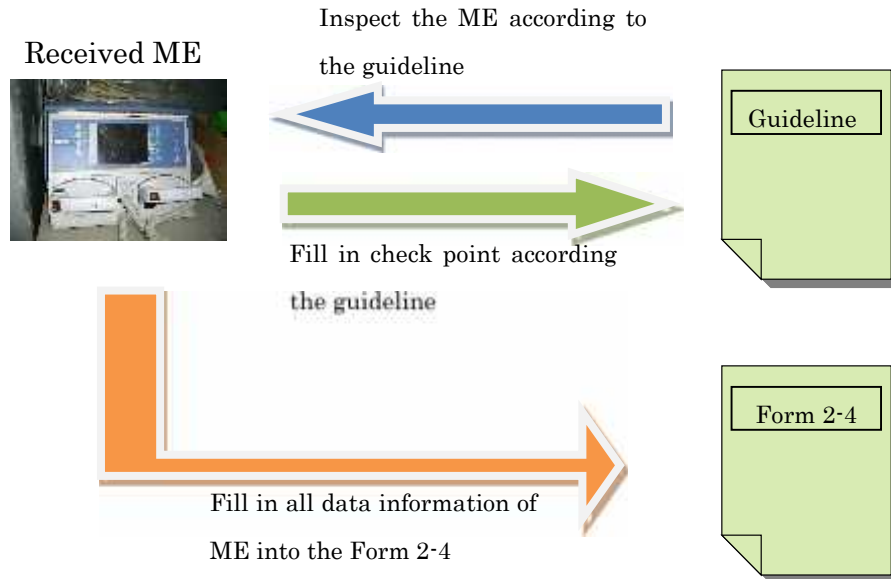 Inspect the ME according to
the guideline
Received ME
Guideline
Fill in check point according
the guideline
Form 2-4
Fill in all data information of
ME into the Form 2-4